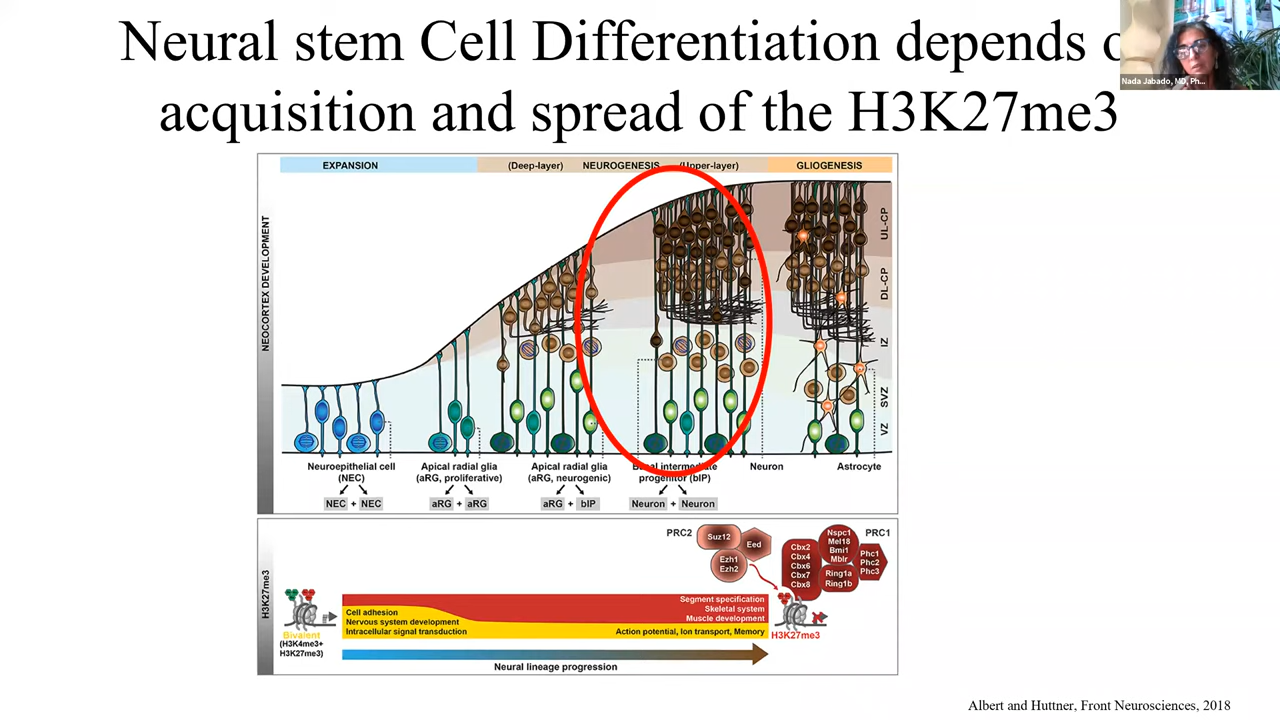 Neural stem Cell Differentiation depends o
acquisition and spread of the H3K27me3
Nada Jabado, MD, Ph...
EXPANSION
(Deep-layer) NEUROGENESIS (Upper-layer)
GLIOGENESIS
NEOCORTEX DEVELOPMENT
UL-CP
DL-CP
IZ
SVZ
VZ
Neuroepithelial cell
(NEC)
NEC + NEC
Apical radial glia
(aRG, proliferative)
aRG + aRG
Apical radial glia
(aRG, neurogenic)
aRG + bIP
Basal intermediate
progenitor (bIP)
Neuron + Neuron
Neuron
Astrocyte
H3K27me3
PRC2
Suz12
Eed
Ezh1
Ezh2
PRC1
Cbx2
Cbx4
Cbx6
Cbx7
Cbx8
Nspc1
Mel18
Bmi1
Mblr
Ring1a
Ring1b
Phc1
Phc2
Phc3
Bivalent
(H3K4me3+
H3K27me3)
Cell adhesion
Nervous system development
Intracellular signal transduction
Segment specification
Skeletal system
Muscle development
Action potential, Ion transport, Memory
H3K27me3
Neural lineage progression
Albert and Huttner, Front Neurosciences, 2018